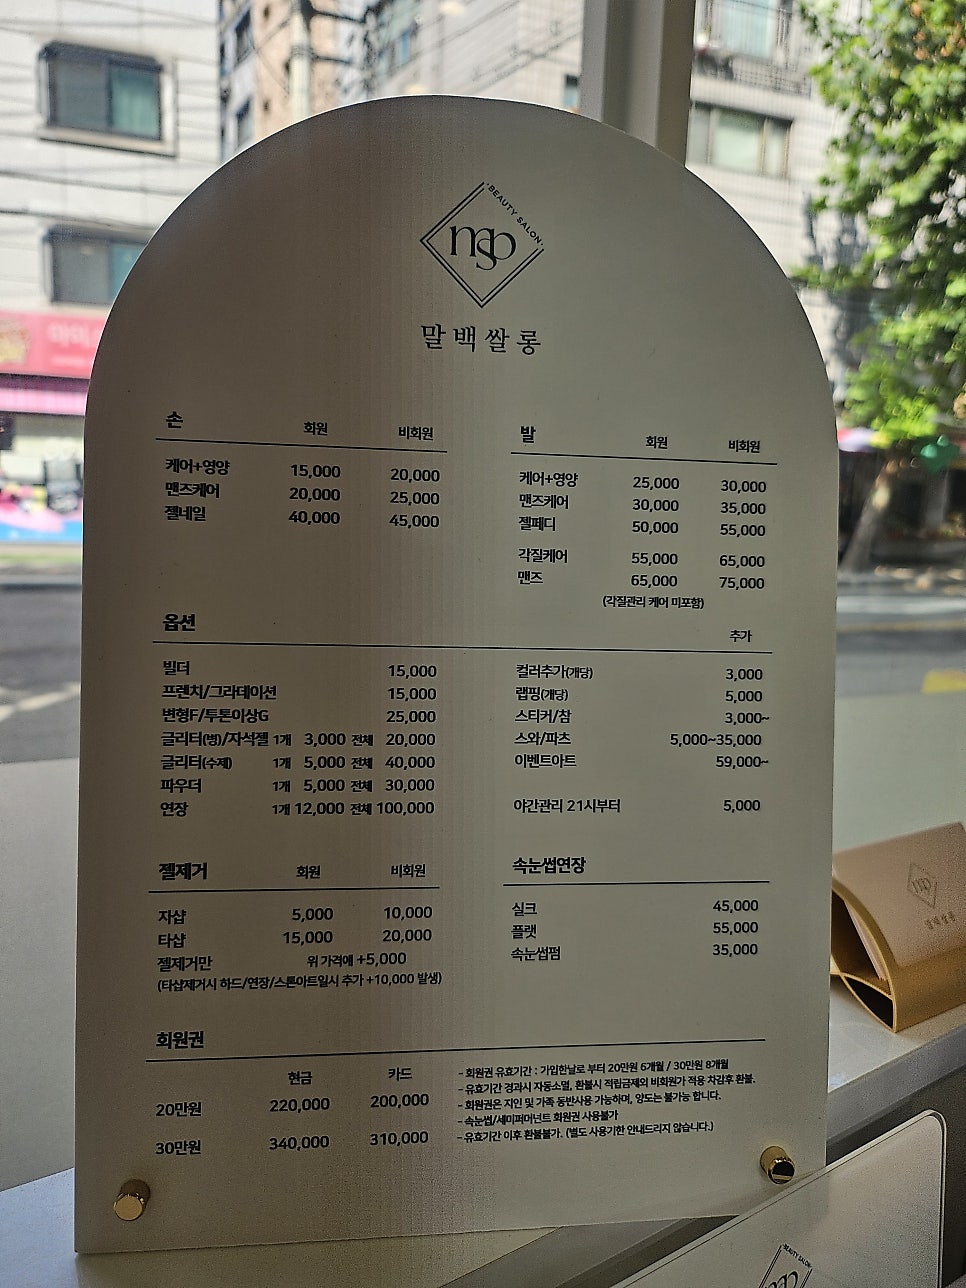 BEAUTY SALON
msp
말백쌀롱
손 회원 비회원
케어+영양 15,000 20,000
맨즈케어 20,000 25,000
젤네일 40,000 45,000
발 회원 비회원
케어+영양 25,000 30,000
맨즈케어 30,000 35,000
젤페디 50,000 55,000
각질케어 55,000 65,000
맨즈 65,000 75,000
(각질관리 케어 미포함)
옵션
빌더 15,000
프렌치/그라데이션 15,000
변형F/투톤이상G 25,000
글리터(병)/자석젤 1개 3,000 전체 20,000
글리터(수제) 1개 5,000 전체 40,000
파우더 1개 5,000 전체 30,000
연장 1개 12,000 전체 100,000
추가
컬러추가(개당) 3,000
랩핑(개당) 5,000
스티커/참 3,000~
스와/파츠 5,000~35,000
이벤트아트 59,000~
야간관리 21시부터 5,000
젤제거 회원 비회원
자샵 5,000 10,000
타샵 15,000 20,000
젤제거만 위 가격에 +5,000
(타샵제거시 하드/연장/스톤아트일시 추가 +10,000 발생)
속눈썹연장
실크 45,000
플랫 55,000
속눈썹펌 35,000
회원권
현금 카드
20만원 220,000 200,000
30만원 340,000 310,000
- 회원권 유효기간 : 가입한날로 부터 20만원 6개월 / 30만원 8개월
- 유효기간 경과시 자동소멸, 환불시 적립금제외 비회원가 적용 차감후 환불.
- 회원권은 지인 및 가족 동반사용 가능하며, 양도는 불가능 합니다.
- 속눈썹/세미퍼머넌트 회원권 사용불가
- 유효기간 이후 환불불가. (별도 사용기한 안내드리지 않습니다.)
말백쌀롱
BEAUTY SALON